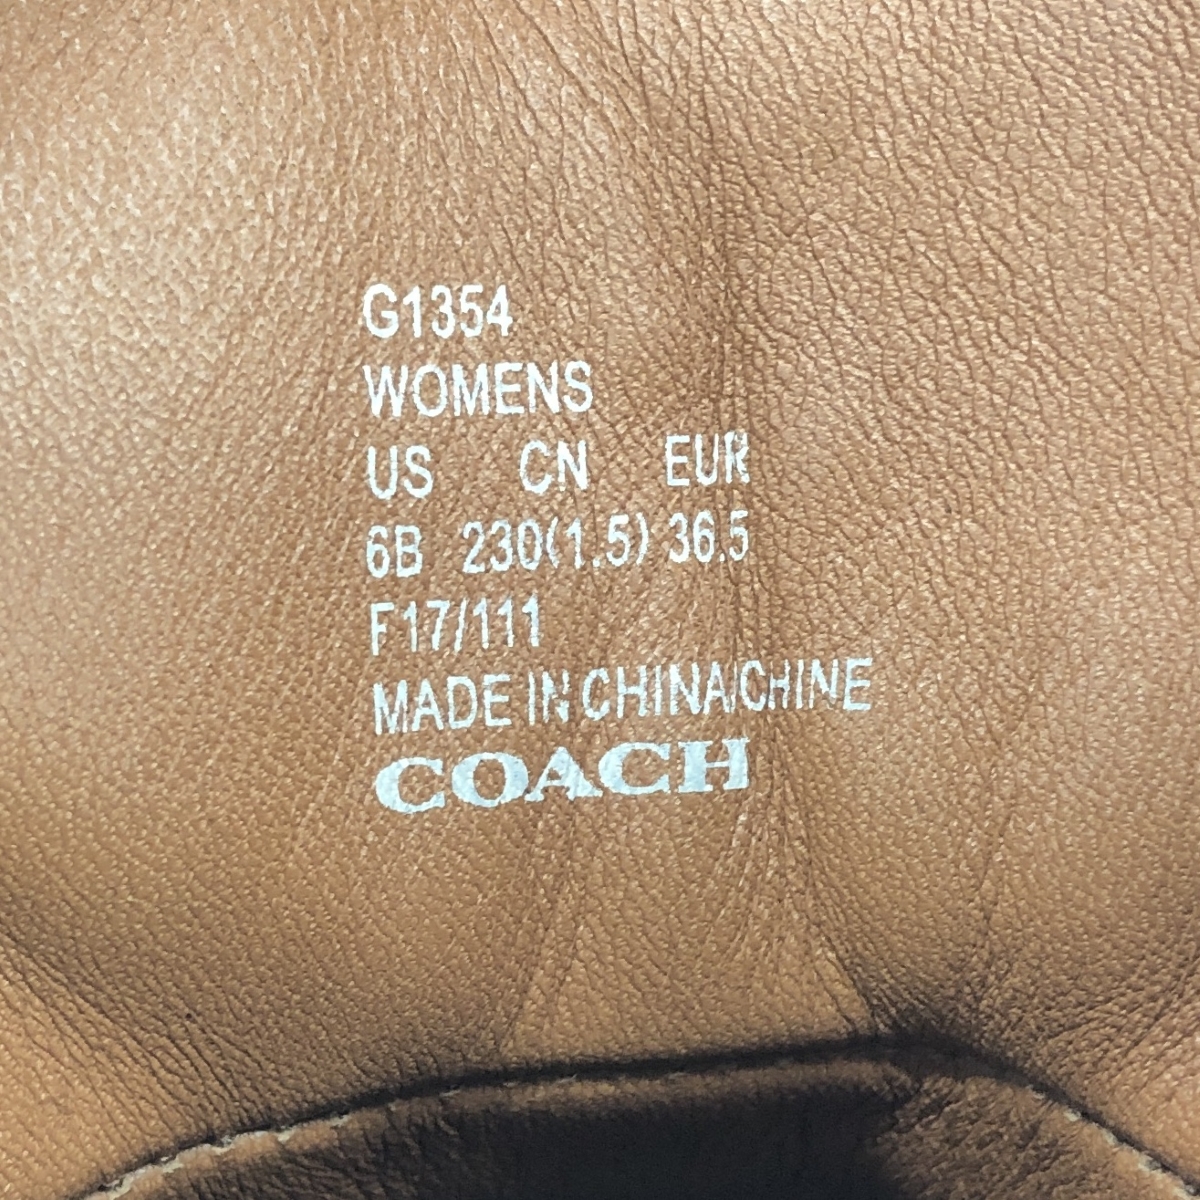 G1354
WOMENS
US CN EUR
6B 230(1.5) 36.5
F17/111
MADE IN CHINA/CHINE
COACH